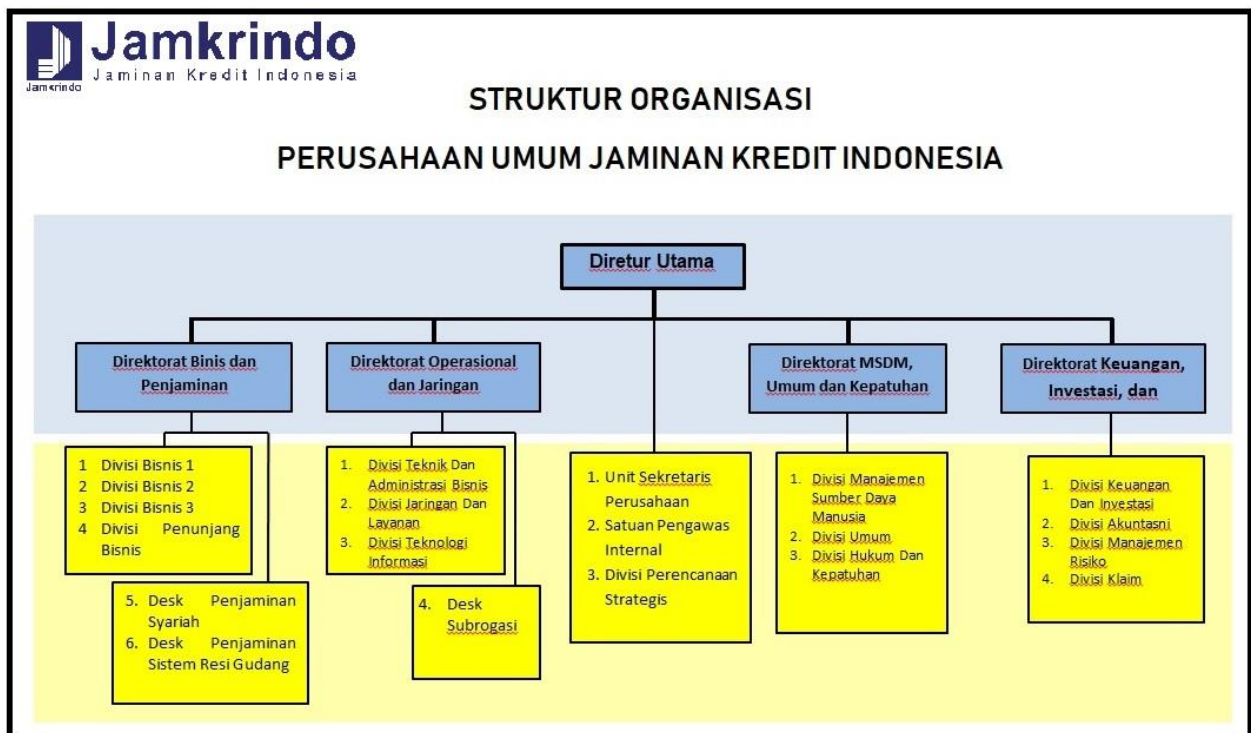 Jamkrindo
Jaminan Kredit Indonesia
Jamkrindo
STRUKTUR ORGANISASI
PERUSAHAAN UMUM JAMINAN KREDIT INDONESIA
Diretur Utama
Direktorat Binis dan
Penjaminan
Direktorat Operasional
dan Jaringan
Direktorat MSDM,
Umum dan Kepatuhan
Direktorat Keuangan,
Investasi, dan
1 Divisi Bisnis 1
2 Divisi Bisnis 2
3 Divisi Bisnis 3
4 Divisi Penunjang
Bisnis
5. Desk Penjaminan
Syariah
6. Desk Penjaminan
Sistem Resi Gudang
1. Divisi Teknik Dan
Administrasi Bisnis
2. Divisi Jaringan Dan
Layanan
3. Divisi Teknologi
Informasi
4. Desk
Subrogasi
1. Unit Sekretaris
Perusahaan
2. Satuan Pengawas
Internal
3. Divisi Perencanaan
Strategis
1. Divisi Manajemen
Sumber Daya
Manusia
2. Divisi Umum
3. Divisi Hukum Dan
Kepatuhan
1. Divisi Keuangan
Dan Investasi
2. Divisi Akuntasni
3. Divisi Manajemen
Risiko
4. Divisi Klaim